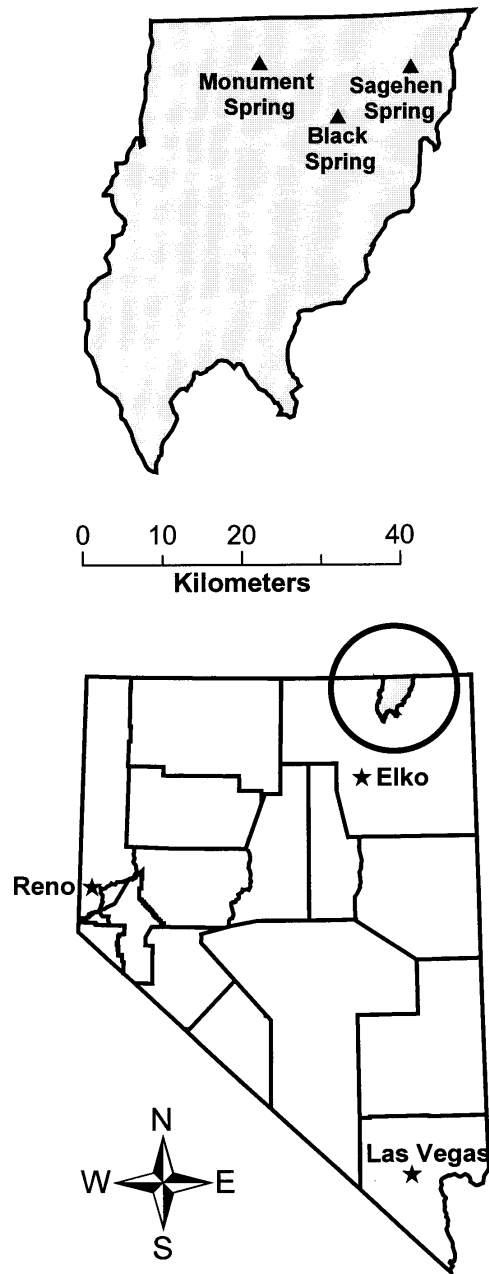 Monument
Spring
Sagehen
Spring
Black
Spring
0 10 20 40
Kilometers
Elko
Reno
Las Vegas
N
W E
S